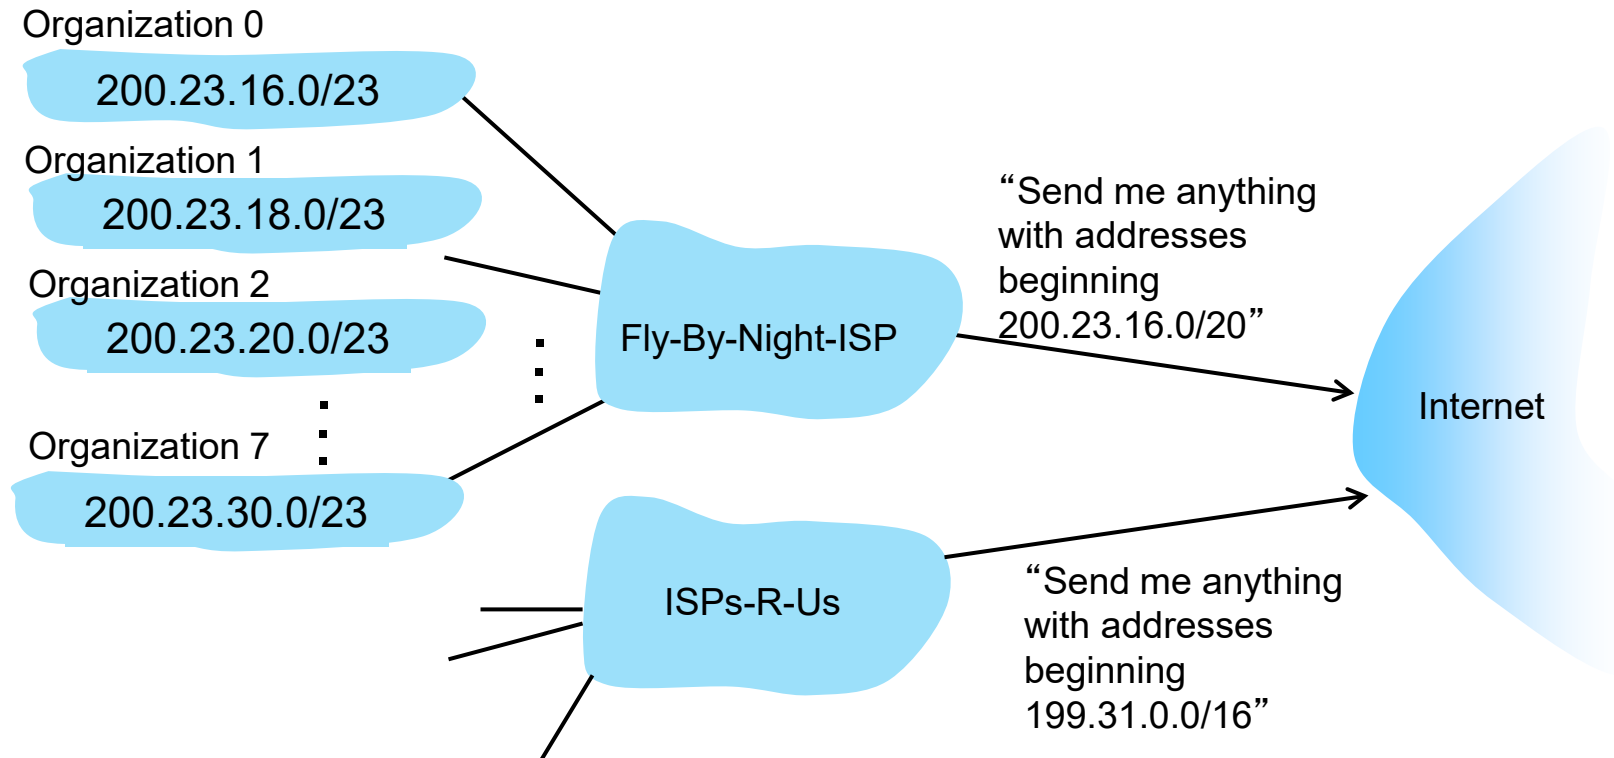 Organization 0
200.23.16.0/23
Organization 1
200.23.18.0/23
Organization 2
200.23.20.0/23
Organization 7
200.23.30.0/23
Fly-By-Night-ISP
“Send me anything
with addresses
beginning
200.23.16.0/20”
Internet
ISPs-R-Us
“Send me anything
with addresses
beginning
199.31.0.0/16”